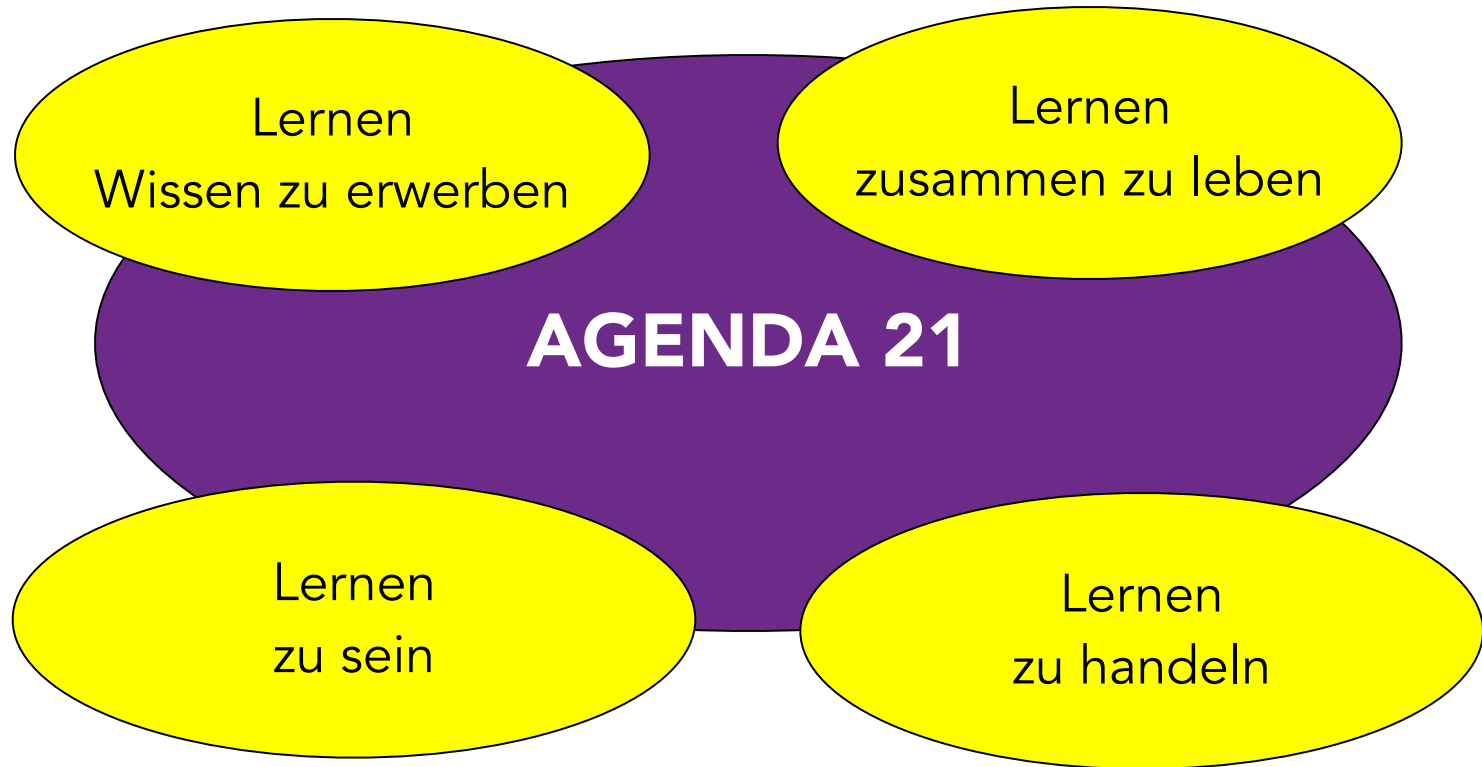 Lernen
Wissen zu erwerben
Lernen
zusammen zu leben
AGENDA 21
Lernen
zu sein
Lernen
zu handeln